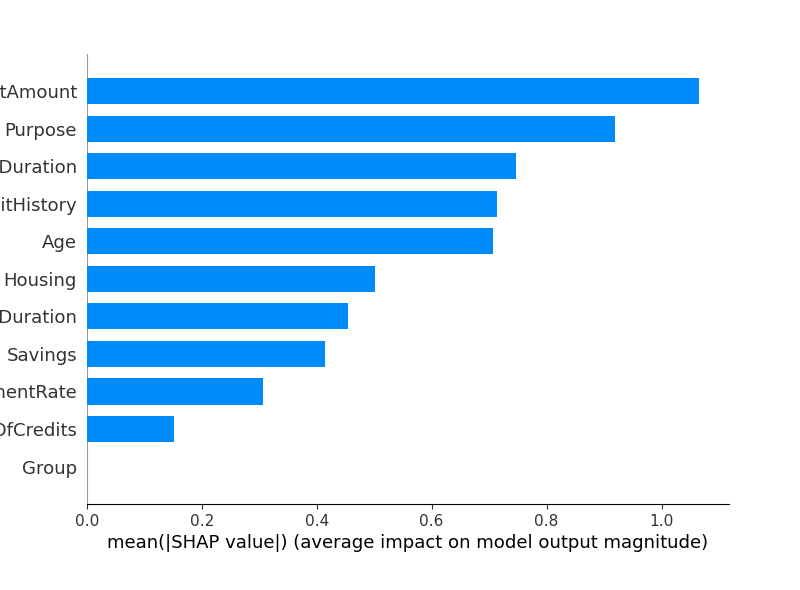 tAmount
Purpose
Duration
itHistory
Age
Housing
Duration
Savings
mentRate
OfCredits
Group
0.0 0.2 0.4 0.6 0.8 1.0
mean(|SHAP value|) (average impact on model output magnitude)